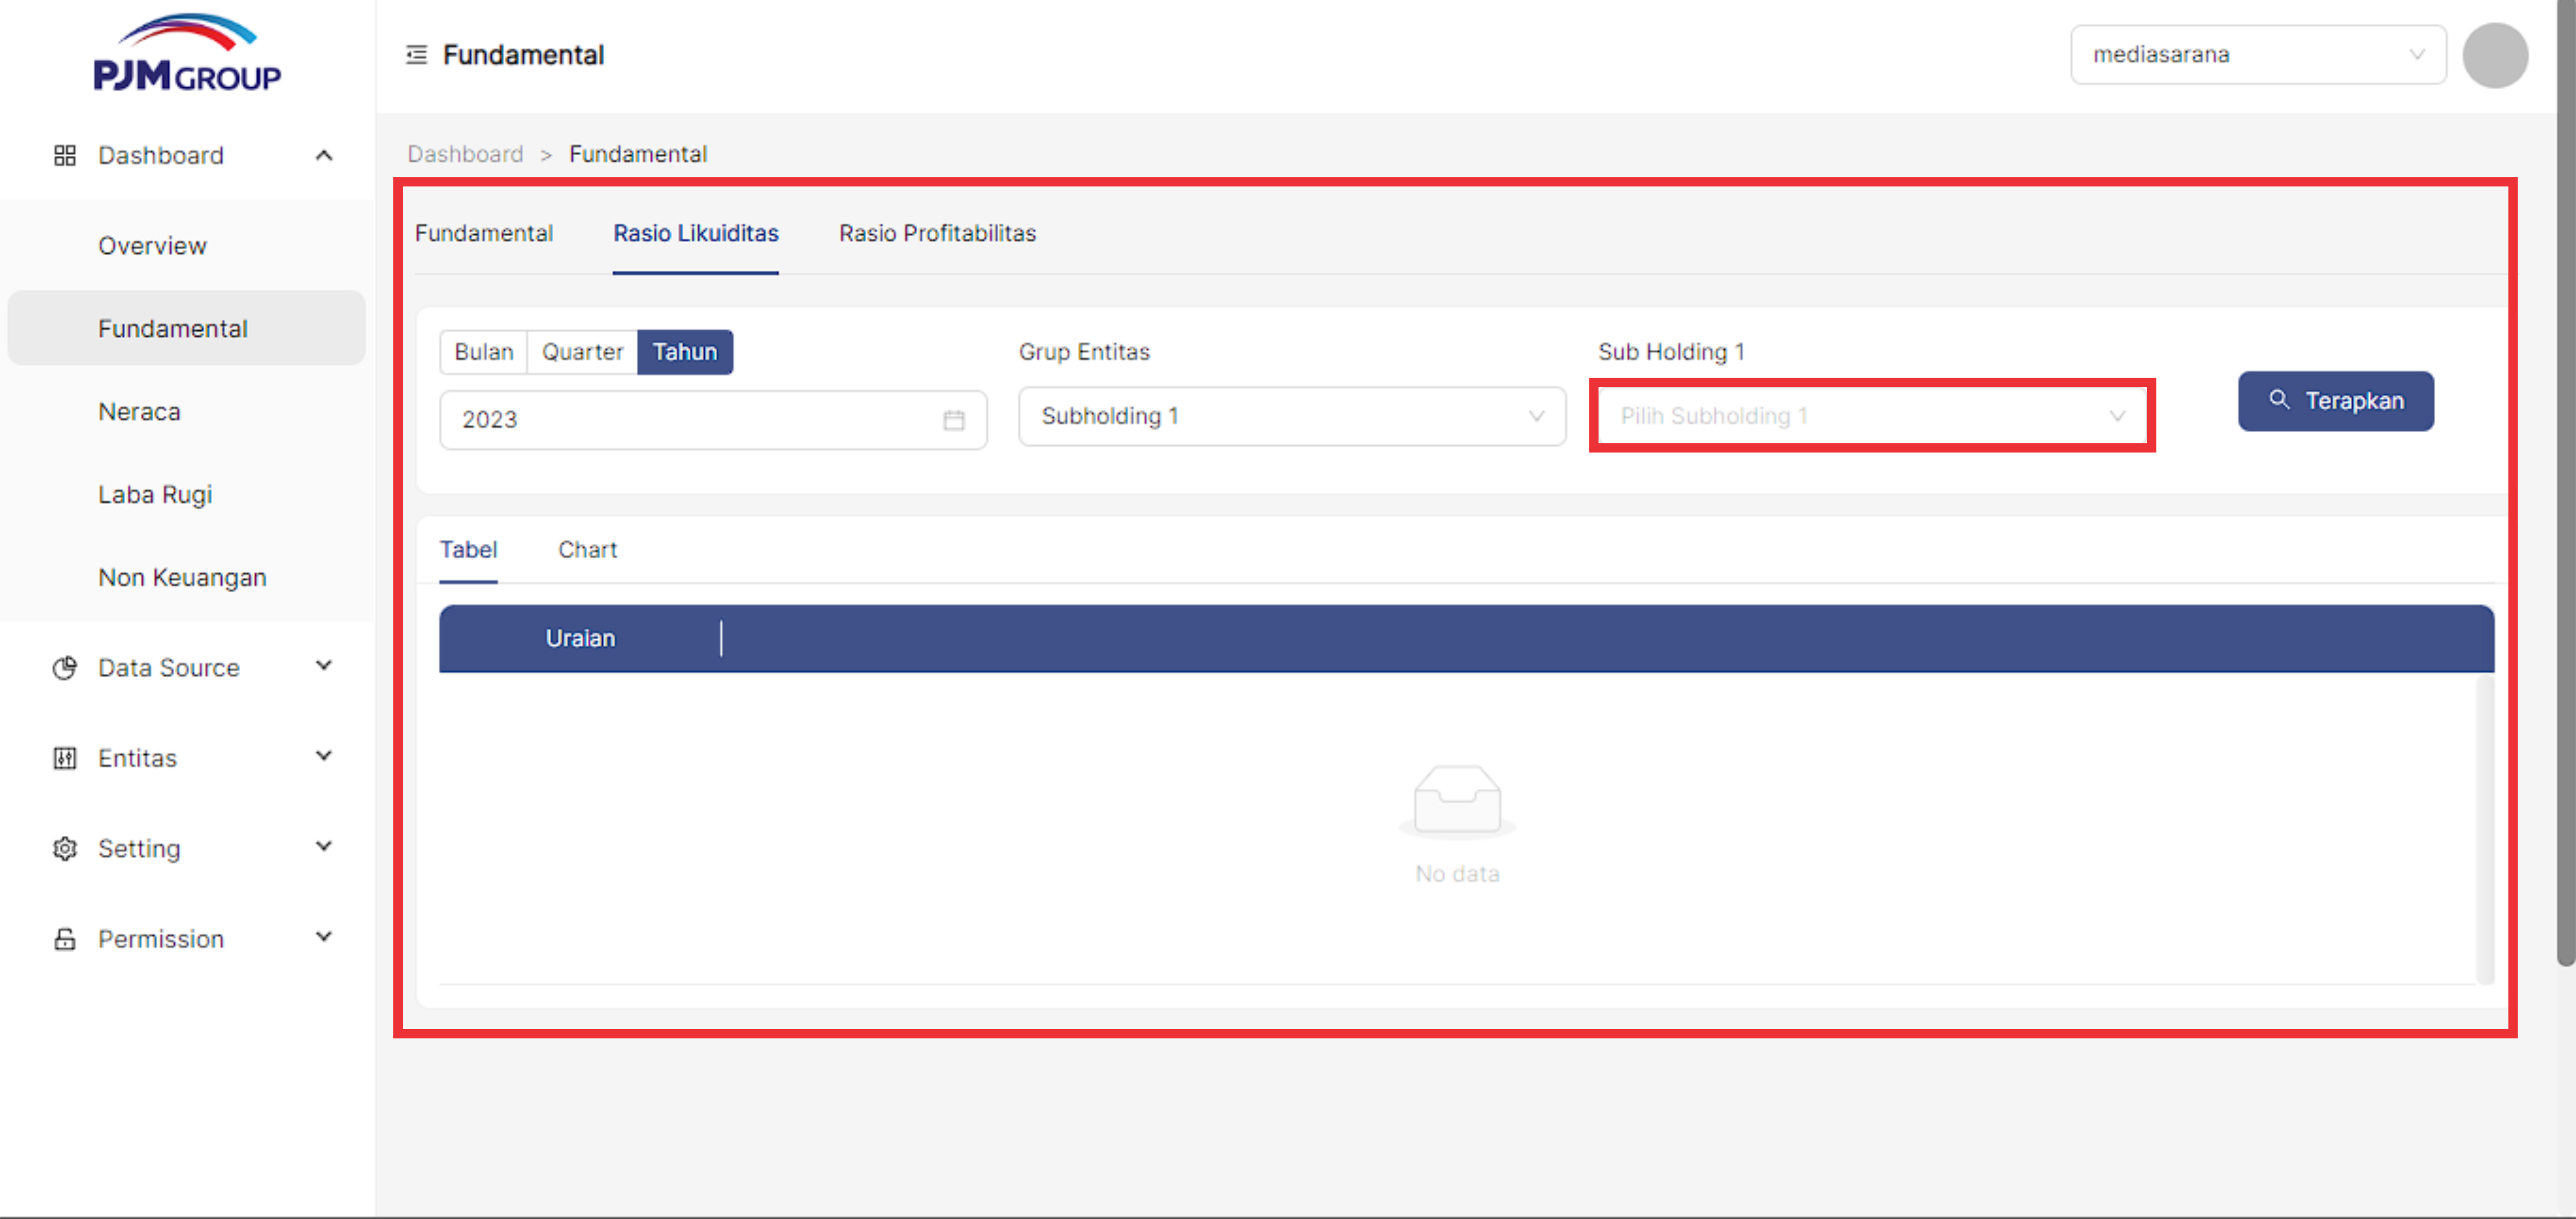 PJM GROUP
Fundamental
mediasarana
Dashboard
Overview
Fundamental
Neraca
Laba Rugi
Non Keuangan
Data Source
Entitas
Setting
Permission
Dashboard > Fundamental
Fundamental Rasio Likuiditas Rasio Profitabilitas
Bulan Quarter Tahun
2023
Grup Entitas
Subholding 1
Sub Holding 1
Pilih Subholding 1
Terapkan
Tabel Chart
Uraian
No data